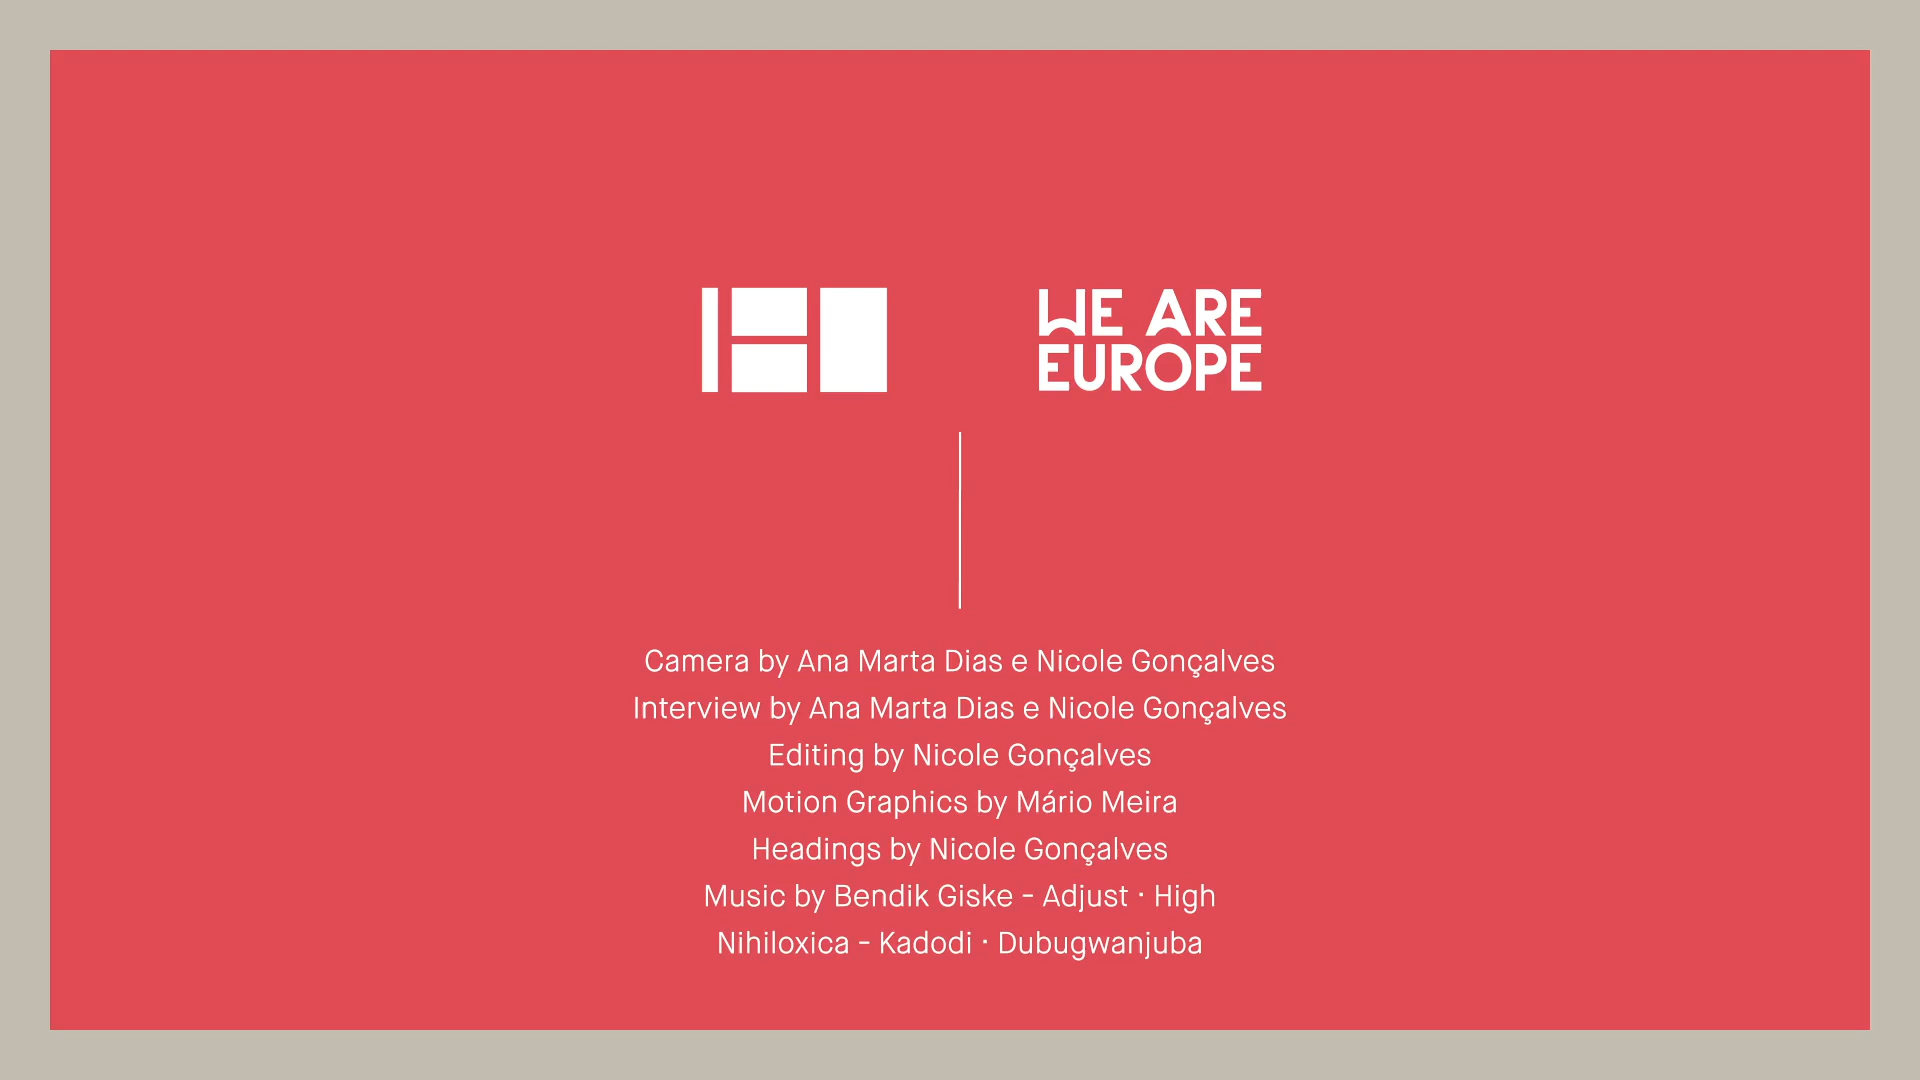 WE ARE
EUROPE
Camera by Ana Marta Dias e Nicole Gonçalves
Interview by Ana Marta Dias e Nicole Gonçalves
Editing by Nicole Gonçalves
Motion Graphics by Mário Meira
Headings by Nicole Gonçalves
Music by Bendik Giske - Adjust · High
Nihiloxica - Kadodi · Dubugwanjuba